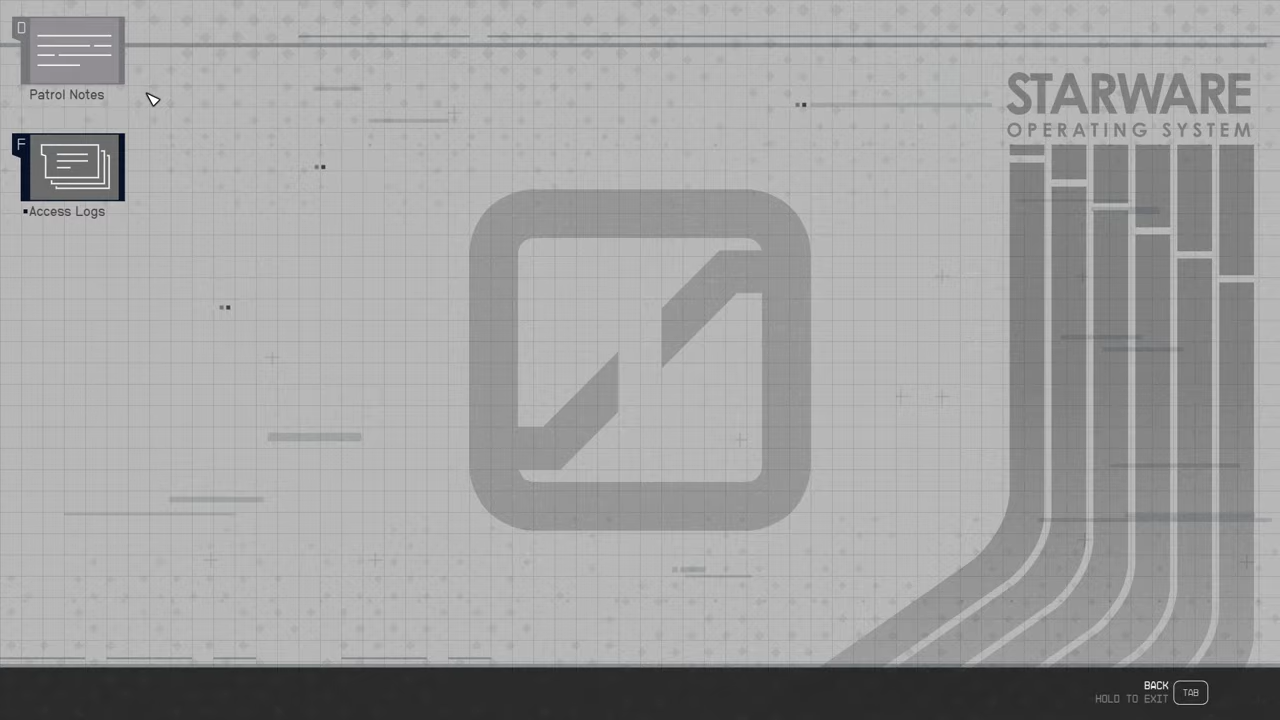 D
Patrol Notes
F
Access Logs
STARWARE
OPERATING SYSTEM
BACK
HOLD TO EXIT
TAB